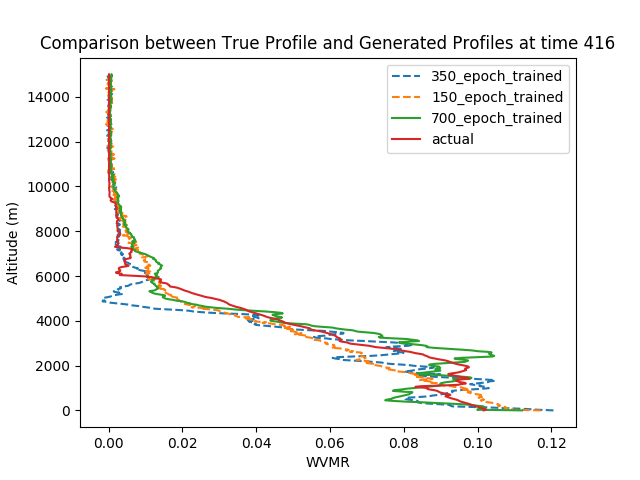 Comparison between True Profile and Generated Profiles at time 416
350_epoch_trained
150_epoch_trained
700_epoch_trained
actual
Altitude (m)
14000
12000
10000
8000
6000
4000
2000
0
0.00 0.02 0.04 0.06 0.08 0.10 0.12
WVMR